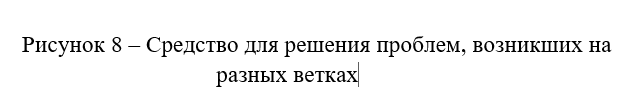 Рисунок 8 – Средство для решения проблем, возникших на
разных ветках